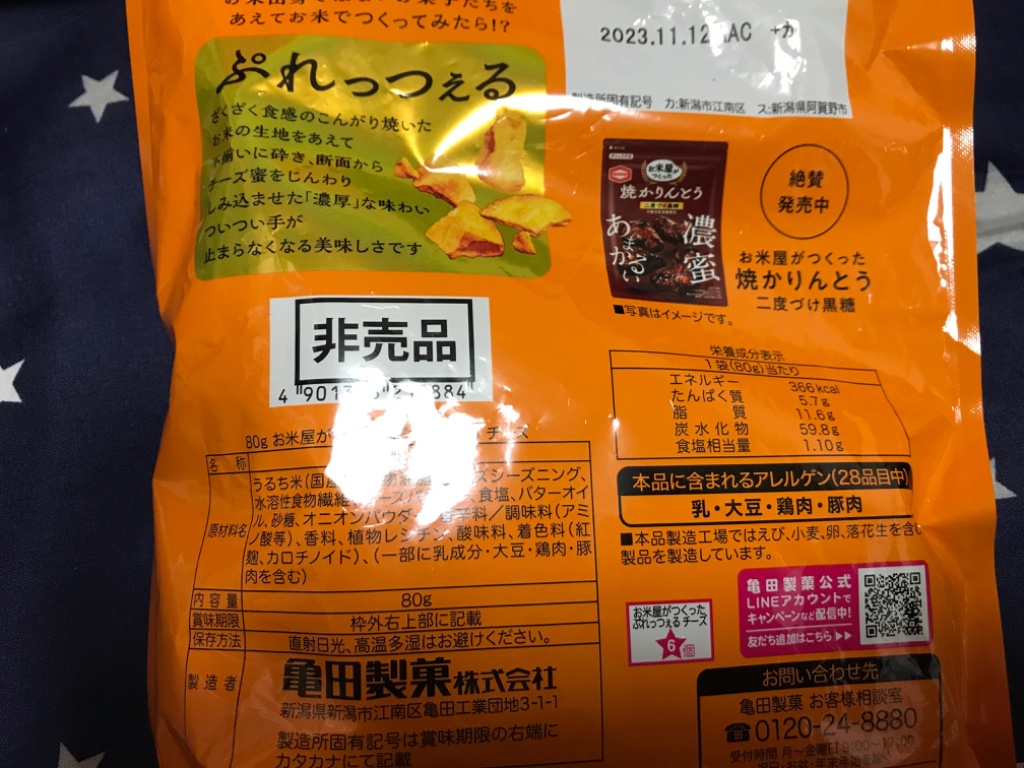 あえてお米でつくってみたら!?
ぷれっつぇる
ざくざく食感のこんがり焼いた
お米の生地をあえて
不揃いに砕き、断面から
チーズ蜜をじんわり
しみ込ませた「濃厚」な味わい
ついつい手が
止まらなくなる美味しさです
2023.11.12 AC +カ
製造所固有記号 カ:新潟市江南区 ス:新潟県阿賀野市
お米屋が
つくった
焼かりんとう
二度づけ黒糖
濃蜜
あまじょっぱい
絶賛
発売中
お米屋がつくった
焼かりんとう
二度づけ黒糖
■写真はイメージです。
非売品
4 9013 884
栄養成分表示
1袋(80g)当たり
エネルギー 366kcal
たんぱく質 5.7g
脂質 11.6g
炭水化物 59.8g
食塩相当量 1.10g
本品に含まれるアレルゲン(28品目中)
乳・大豆・鶏肉・豚肉
■本品製造工場ではえび、小麦、卵、落花生を含む
製品を製造しています。
80g お米屋が チーズ
名称
原材料名
うるち米(国産 ズシーズニング、
水溶性食物繊維、 食塩、バターオイ
ル、砂糖、オニオンパウダー、香辛料／調味料(アミ
ノ酸等)、香料、植物レシチン、酸味料、着色料(紅
麹、カロチノイド)、(一部に乳成分・大豆・鶏肉・豚
肉を含む)
内容量 80g
賞味期限 枠外右上部に記載
保存方法 直射日光、高温多湿はお避けください。
製造者 亀田製菓株式会社
新潟県新潟市江南区亀田工業団地3-1-1
製造所固有記号は賞味期限の右端に
カタカナにて記載
亀田製菓公式
LINEアカウントで
キャンペーンなど配信中!
友だち追加はこちら▶▶
お米屋がつくった
ぷれっつぇる チーズ
6個
お問い合わせ先
亀田製菓 お客様相談室
☎0120-24-8880
受付時間 月〜金曜日 9:00〜17:00